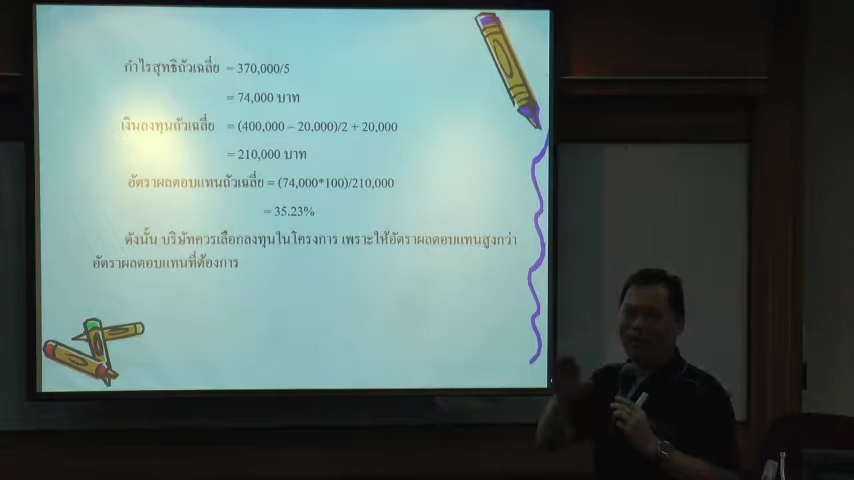 กำไรสุทธิถัวเฉลี่ย = 370,000/5
= 74,000 บาท
เงินลงทุนถัวเฉลี่ย = (400,000 – 20,000)/2 + 20,000
= 210,000 บาท
อัตราผลตอบแทนถัวเฉลี่ย = (74,000*100)/210,000
= 35.23%
ดังนั้น บริษัทควรเลือกลงทุนในโครงการ เพราะให้อัตราผลตอบแทนสูงกว่า
อัตราผลตอบแทนที่ต้องการ